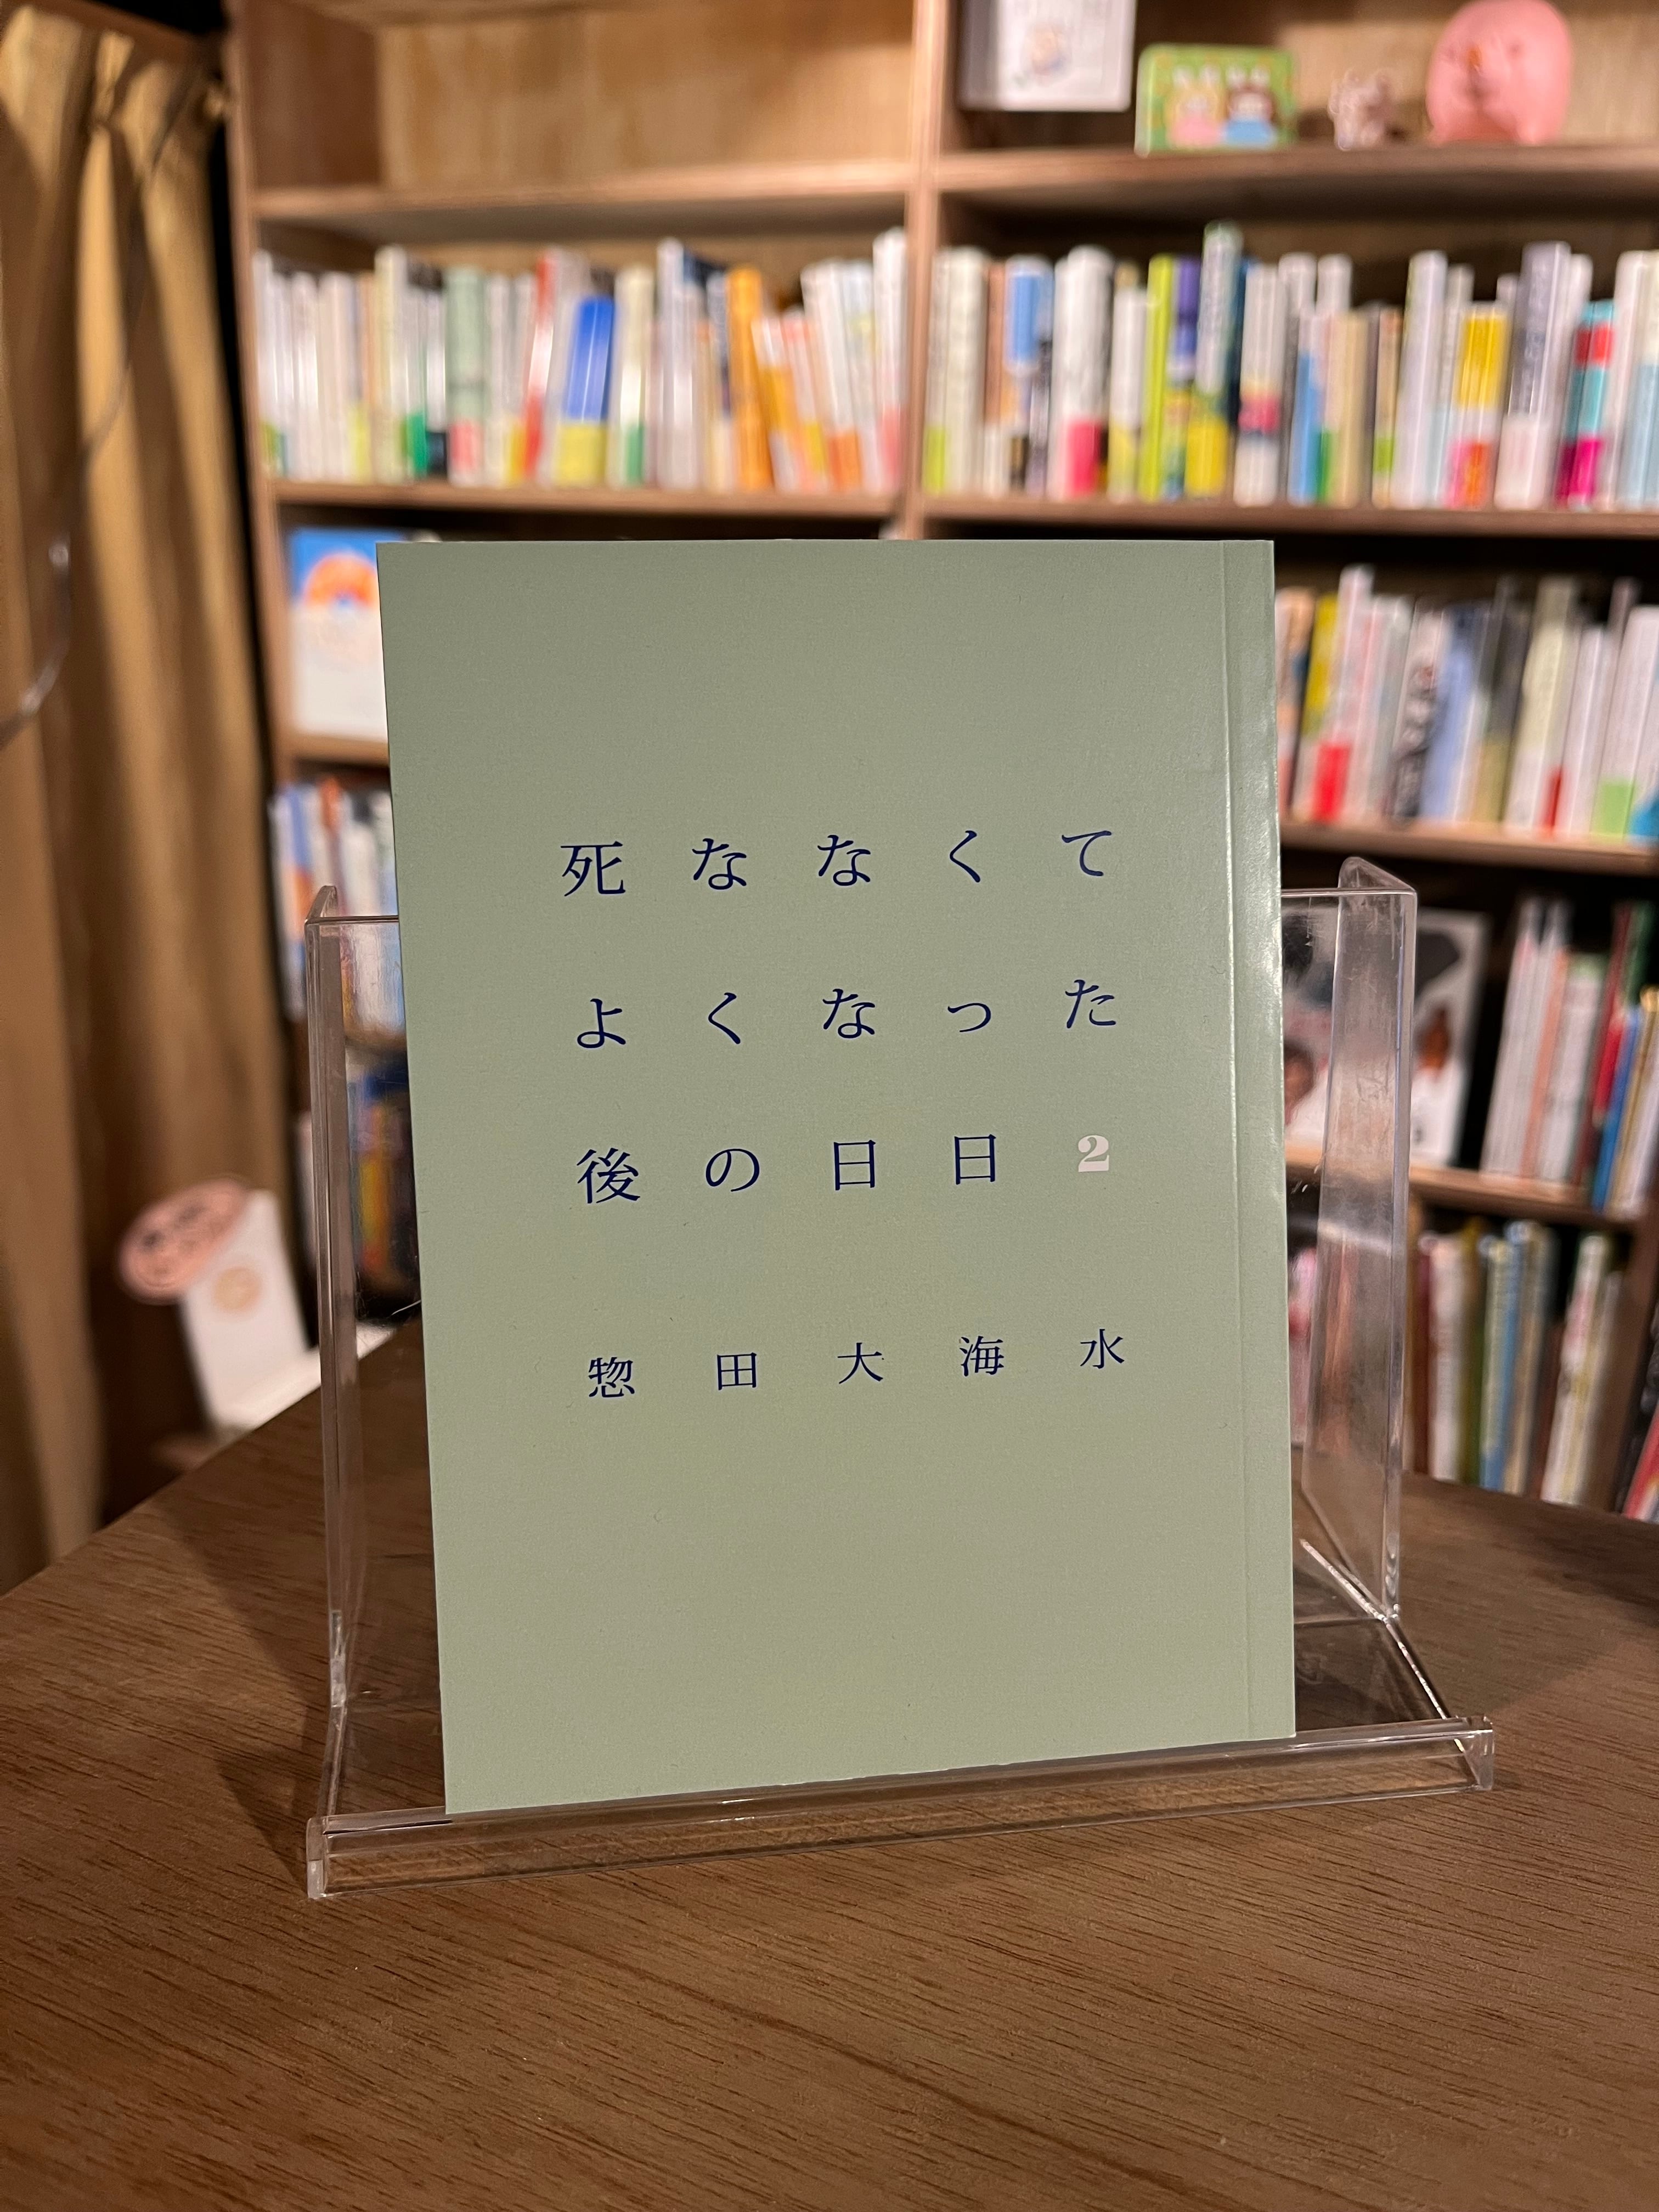 死ななくて
よくなった
後の日日2
惣田大海水